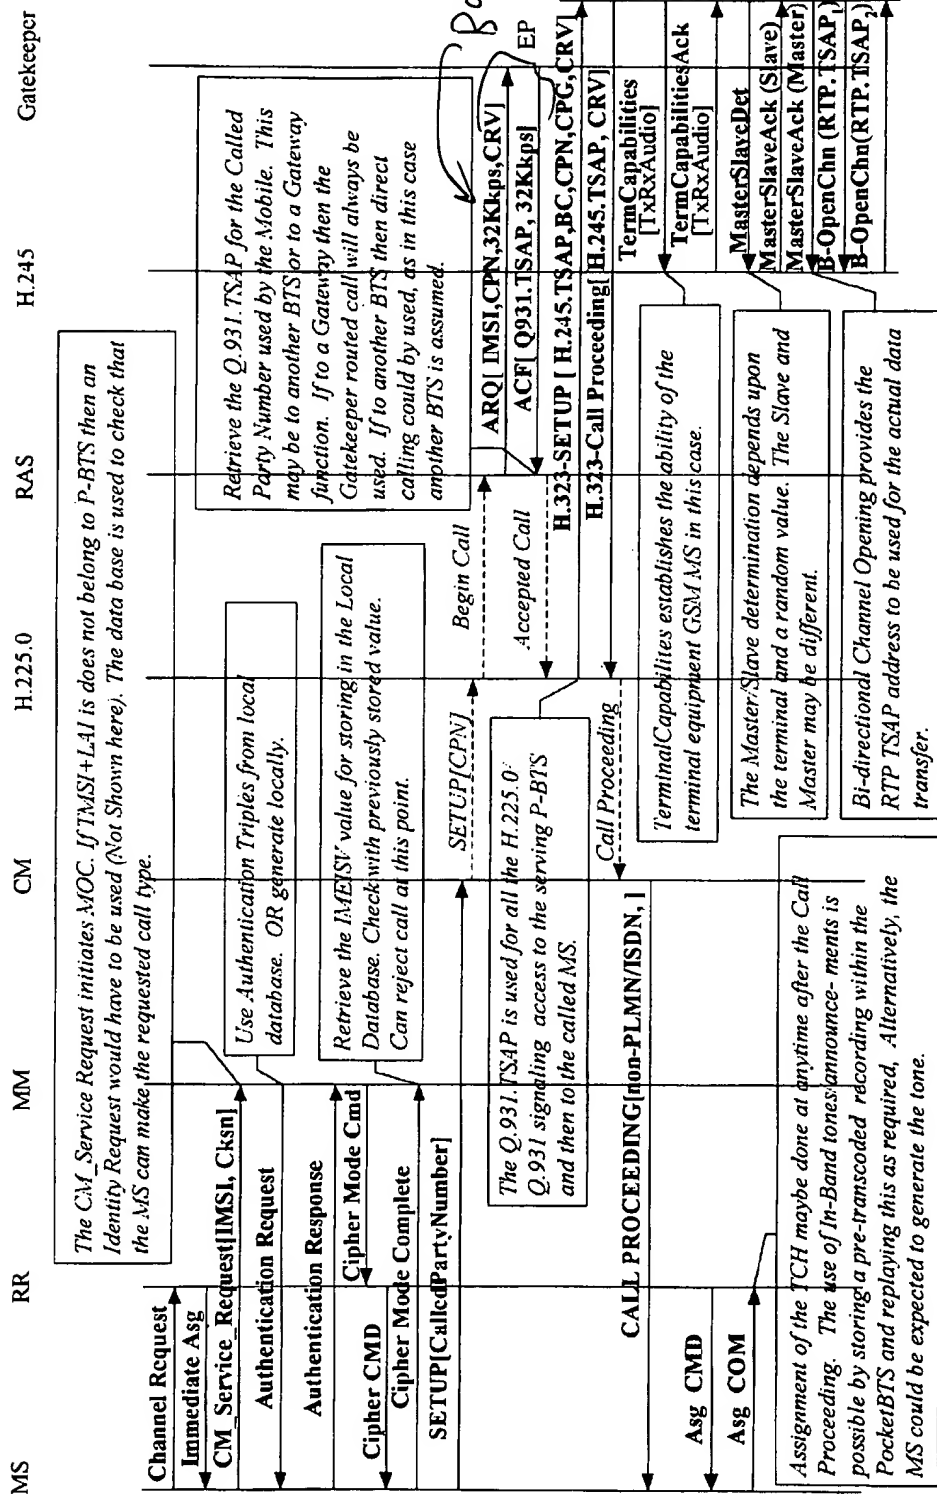 MS RR MM CM H.225.0 RAS H.245 Gatekeeper
The CM_Service Request initiates MOC. If TMSI+LAI is does not belong to P-BTS then an
Identity Request would have to be used (Not Shown here). The data base is used to check that
the MS can make the requested call type.
Channel Request
Immediate Asg
CM_Service_Request[IMSI, Cksn]
Authentication Request
Use Authentication Triples from local
database. OR generate locally.
Authentication Response
Cipher Mode Cmd
Cipher CMD
Cipher Mode Complete
Retrieve the IMEISV value for storing in the Local
Database. Check with previously stored value.
Can reject call at this point.
SETUP[CalledPartyNumber]
SETUP[CPN]
Begin Call
Retrieve the Q.931.TSAP for the Called
Party Number used by the Mobile. This
may be to another BTS or to a Gateway
function. If to a Gateway then the
Gatekeeper routed call will always be
used. If to another BTS then direct
calling could by used, as in this case
another BTS is assumed.
ARQ[ IMSI,CPN,32Kkps,CRV]
ACF[ Q931.TSAP, 32Kkps]
EP
Accepted Call
The Q.931.TSAP is used for all the H.225.0
Q.931 signaling access to the serving P-BTS
and then to the called MS.
H.323-SETUP [ H.245.TSAP,BC,CPN,CPG,CRV]
H.323-Call Proceeding[ H.245.TSAP, CRV]
Call Proceeding
CALL PROCEEDING[non-PLMN/ISDN, ]
TermCapabilities
[TxRxAudio]
TermCapabilitiesAck
[TxRxAudio]
TerminalCapabilites establishes the ability of the
terminal equipment GSM MS in this case.
Asg CMD
Asg COM
MasterSlaveDet
MasterSlaveAck (Slave)
MasterSlaveAck (Master)
The Master/Slave determination depends upon
the terminal and a random value. The Slave and
Master may be different.
B-OpenChn (RTP.TSAP1)
B-OpenChn(RTP.TSAP2)
Bi-directional Channel Opening provides the
RTP TSAP address to be used for the actual data
transfer.
Assignment of the TCH maybe done at anytime after the Call
Proceeding. The use of In-Band tones/announce- ments is
possible by storing a pre-transcoded recording within the
PocketBTS and replaying this as required, Alternatively, the
MS could be expected to generate the tone.